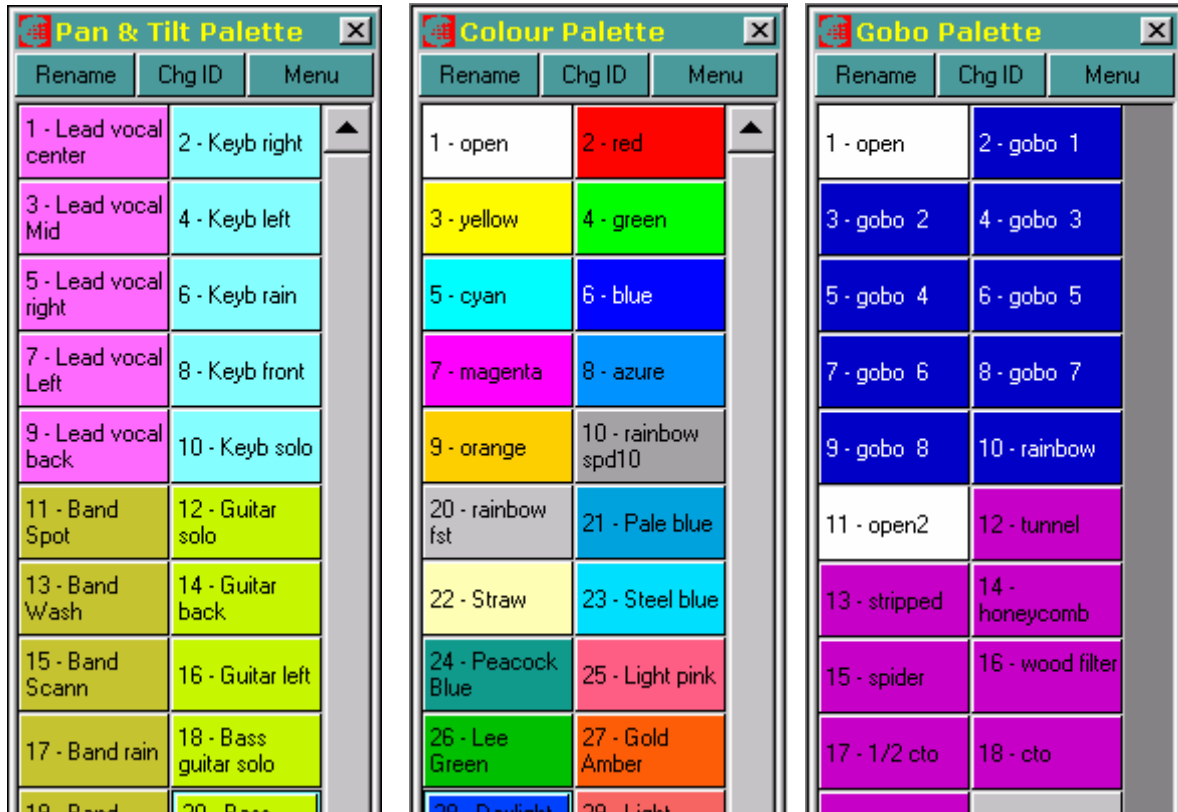 Pan & Tilt Palette
Rename Chg ID Menu
1 - Lead vocal
center
2 - Keyb right
3 - Lead vocal
Mid
4 - Keyb left
5 - Lead vocal
right
6 - Keyb rain
7 - Lead vocal
Left
8 - Keyb front
9 - Lead vocal
back
10 - Keyb solo
11 - Band
Spot
12 - Guitar
solo
13 - Band
Wash
14 - Guitar
back
15 - Band
Scann
16 - Guitar left
17 - Band rain
18 - Bass
guitar solo
19 - Band
20 - Bass
Colour Palette
Rename Chg ID Menu
1 - open
2 - red
3 - yellow
4 - green
5 - cyan
6 - blue
7 - magenta
8 - azure
9 - orange
10 - rainbow
spd10
20 - rainbow
fst
21 - Pale blue
22 - Straw
23 - Steel blue
24 - Peacock
Blue
25 - Light pink
26 - Lee
Green
27 - Gold
Amber
28 - Daylight
29 - Light
Gobo Palette
Rename Chg ID Menu
1 - open
2 - gobo 1
3 - gobo 2
4 - gobo 3
5 - gobo 4
6 - gobo 5
7 - gobo 6
8 - gobo 7
9 - gobo 8
10 - rainbow
11 - open2
12 - tunnel
13 - stripped
14 -
honeycomb
15 - spider
16 - wood filter
17 - 1/2 cto
18 - cto